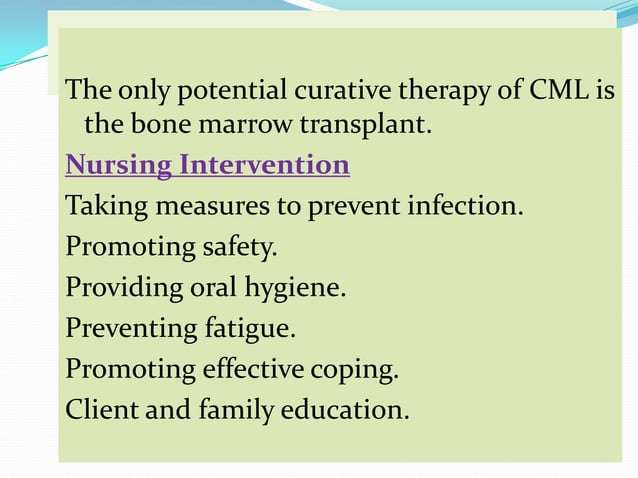 The only potential curative therapy of CML is
the bone marrow transplant.
Nursing Intervention
Taking measures to prevent infection.
Promoting safety.
Providing oral hygiene.
Preventing fatigue.
Promoting effective coping.
Client and family education.